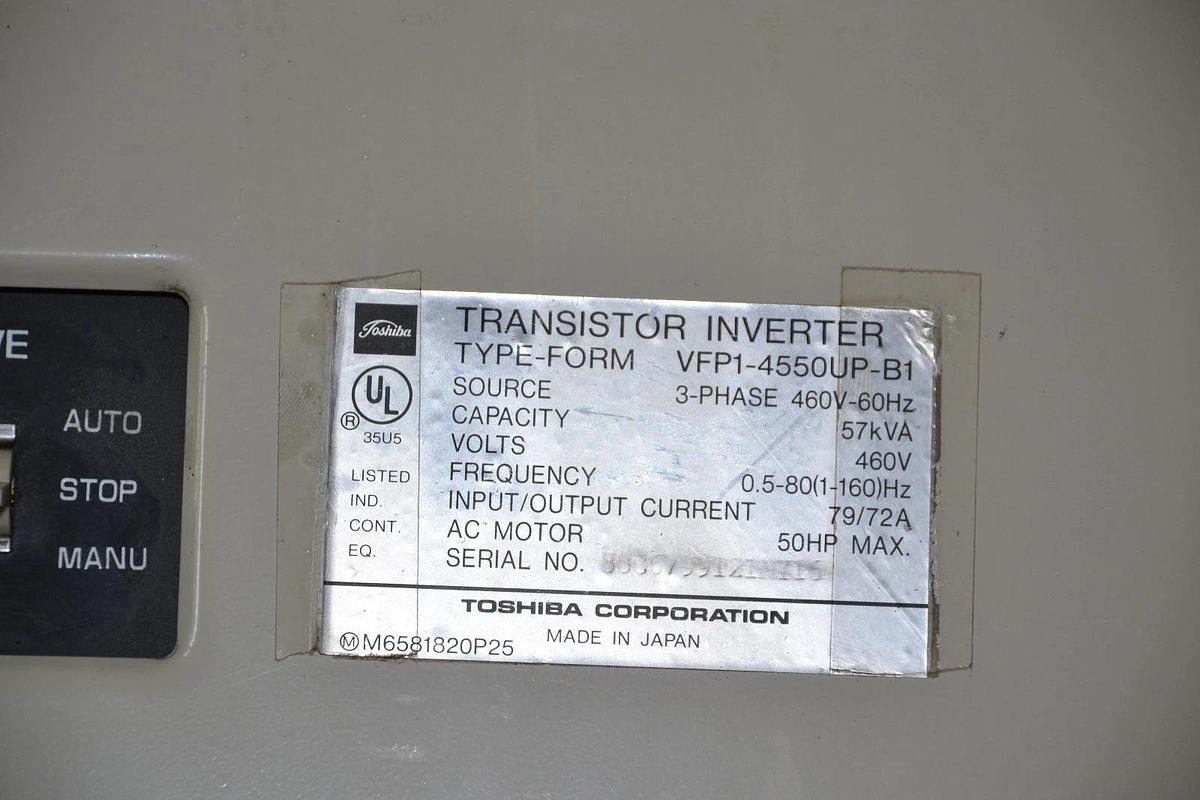 VE
AUTO
STOP
MANU
Toshiba
UL
®
35U5
LISTED
IND.
CONT.
EQ.
TRANSISTOR INVERTER
TYPE-FORM VFP1-4550UP-B1
SOURCE 3-PHASE 460V-60Hz
CAPACITY 57kVA
VOLTS 460V
FREQUENCY 0.5-80(1-160)Hz
INPUT/OUTPUT CURRENT 79/72A
AC MOTOR 50HP MAX.
SERIAL NO.
TOSHIBA CORPORATION
MADE IN JAPAN
Ⓜ M6581820P25